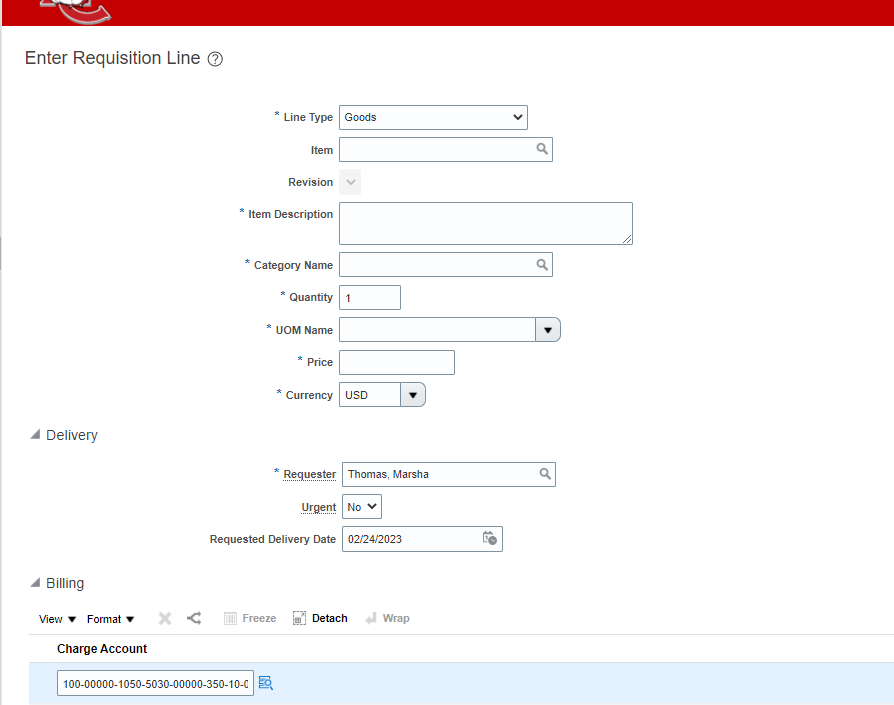 Enter Requisition Line ?
* Line Type Goods
Item
Revision
* Item Description
* Category Name
* Quantity 1
* UOM Name
* Price
* Currency USD
Delivery
* Requester Thomas, Marsha
Urgent No
Requested Delivery Date 02/24/2023
Billing
View Format Freeze Detach Wrap
Charge Account
100-00000-1050-5030-00000-350-10-0